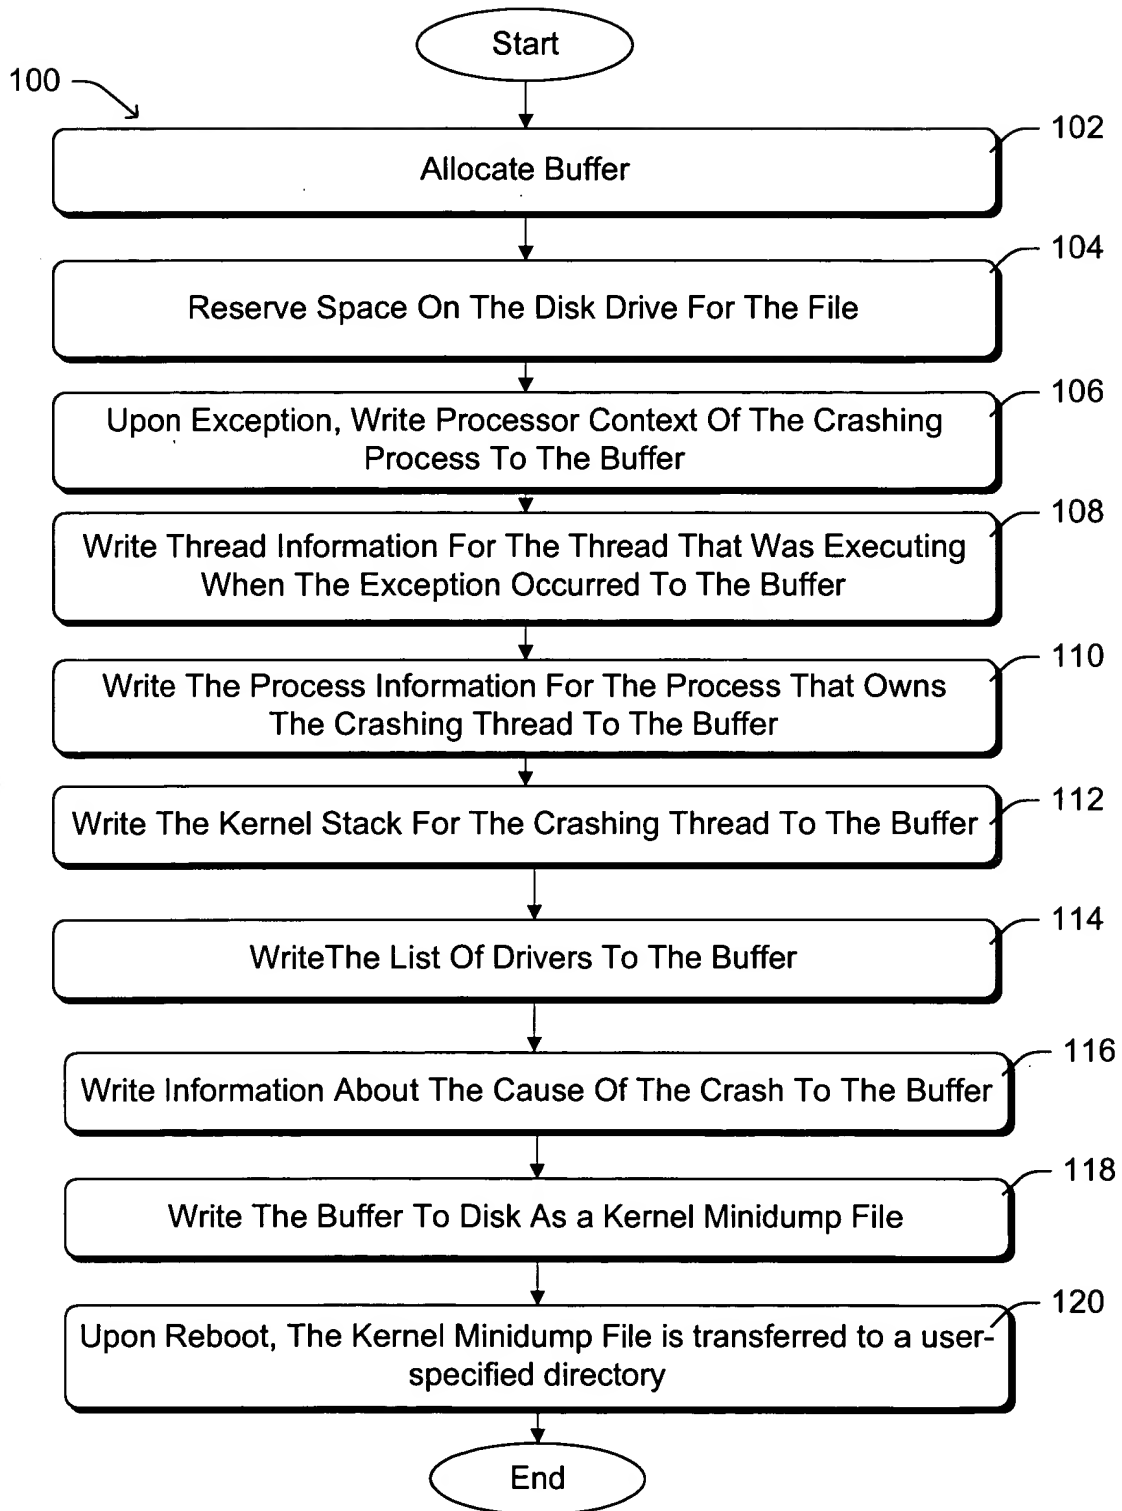 Start
100
102
Allocate Buffer
104
Reserve Space On The Disk Drive For The File
106
Upon Exception, Write Processor Context Of The Crashing
Process To The Buffer
108
Write Thread Information For The Thread That Was Executing
When The Exception Occurred To The Buffer
110
Write The Process Information For The Process That Owns
The Crashing Thread To The Buffer
112
Write The Kernel Stack For The Crashing Thread To The Buffer
114
WriteThe List Of Drivers To The Buffer
116
Write Information About The Cause Of The Crash To The Buffer
118
Write The Buffer To Disk As a Kernel Minidump File
120
Upon Reboot, The Kernel Minidump File is transferred to a user-
specified directory
End